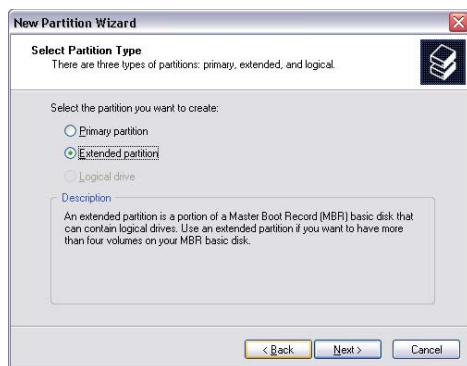 New Partition Wizard
Select Partition Type
There are three types of partitions: primary, extended, and logical.
Select the partition you want to create:
Primary partition
Extended partition
Logical drive
Description
An extended partition is a portion of a Master Boot Record (MBR) basic disk that
can contain logical drives. Use an extended partition if you want to have more
than four volumes on your MBR basic disk.
< Back
Next >
Cancel